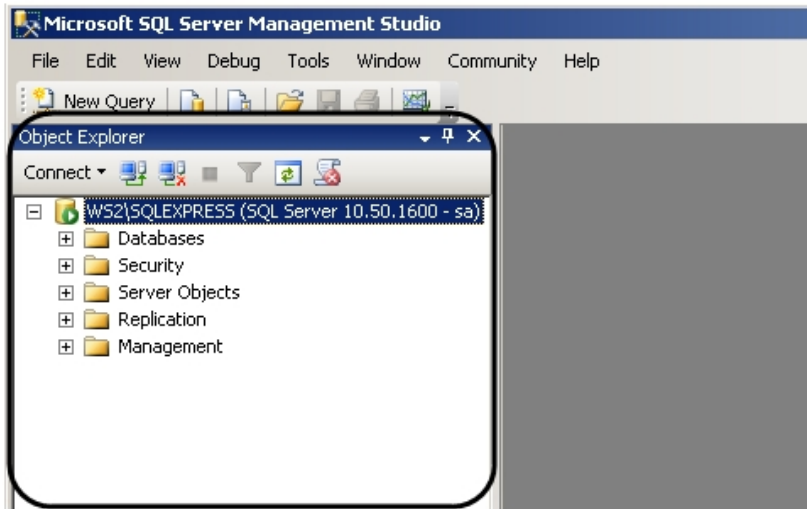 Microsoft SQL Server Management Studio
File Edit View Debug Tools Window Community Help
New Query
Object Explorer
Connect
WS2\SQLEXPRESS (SQL Server 10.50.1600 - sa)
Databases
Security
Server Objects
Replication
Management